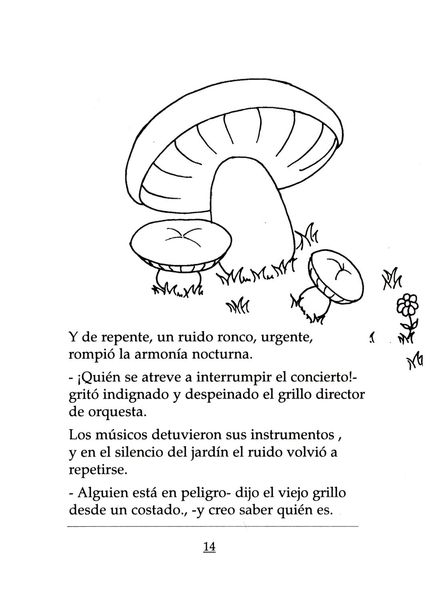 Y de repente, un ruido ronco, urgente,
rompió la armonía nocturna.
- ¡Quién se atreve a interrumpir el concierto!-
gritó indignado y despeinado el grillo director
de orquesta.
Los músicos detuvieron sus instrumentos ,
y en el silencio del jardín el ruido volvió a
repetirse.
- Alguien está en peligro- dijo el viejo grillo
desde un costado., -y creo saber quién es.
14